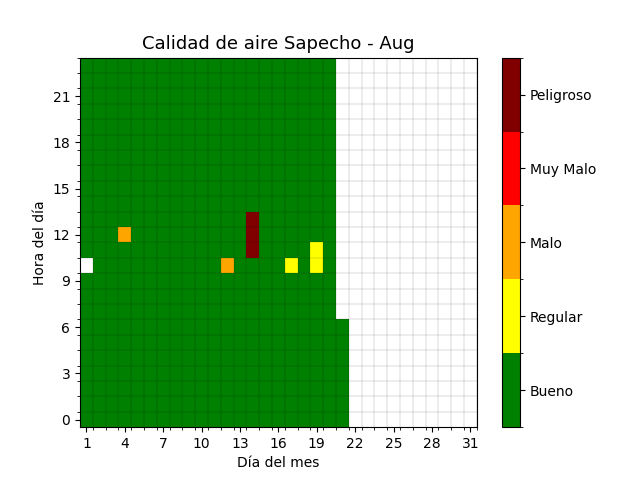 Calidad de aire Sapecho - Aug
Hora del día
21
18
15
12
9
6
3
0
1 4 7 10 13 16 19 22 25 28 31
Día del mes
Peligroso
Muy Malo
Malo
Regular
Bueno